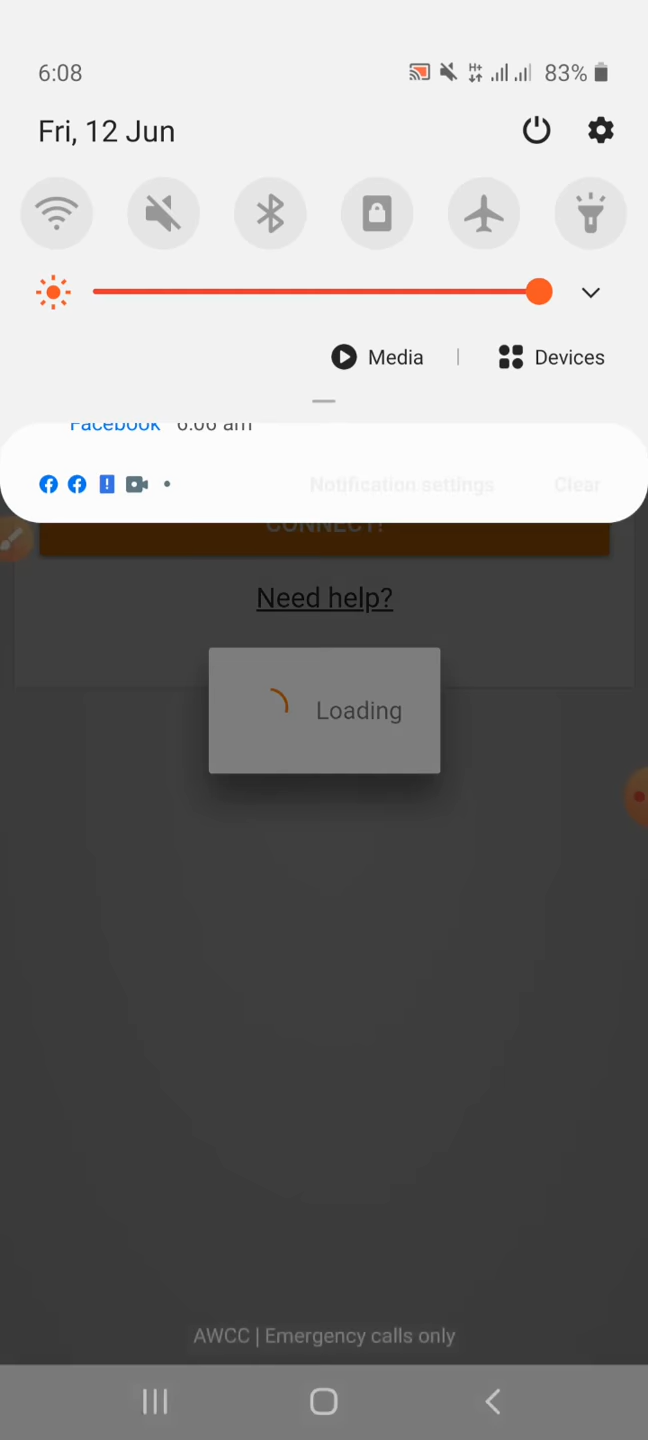 6:08 H+ 83%
Fri, 12 Jun
Media | Devices
Facebook 6:06 am
Notification settings Clear
CONNECT!
Need help?
Loading
AWCC | Emergency calls only